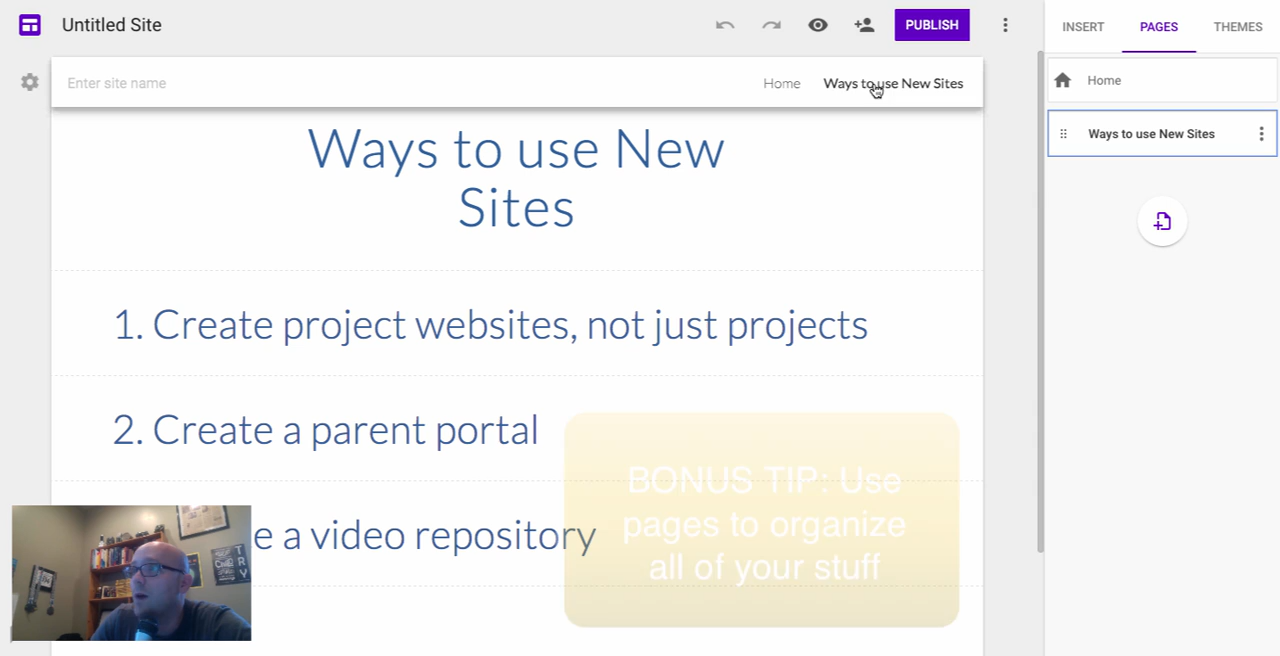 Untitled Site
PUBLISH
INSERT
PAGES
THEMES
Enter site name
Home
Ways to use New Sites
Home
Ways to use New Sites
Ways to use New
Sites
1. Create project websites, not just projects
2. Create a parent portal
e a video repository
BONUS TIP: Use
pages to organize
all of your stuff
TRY